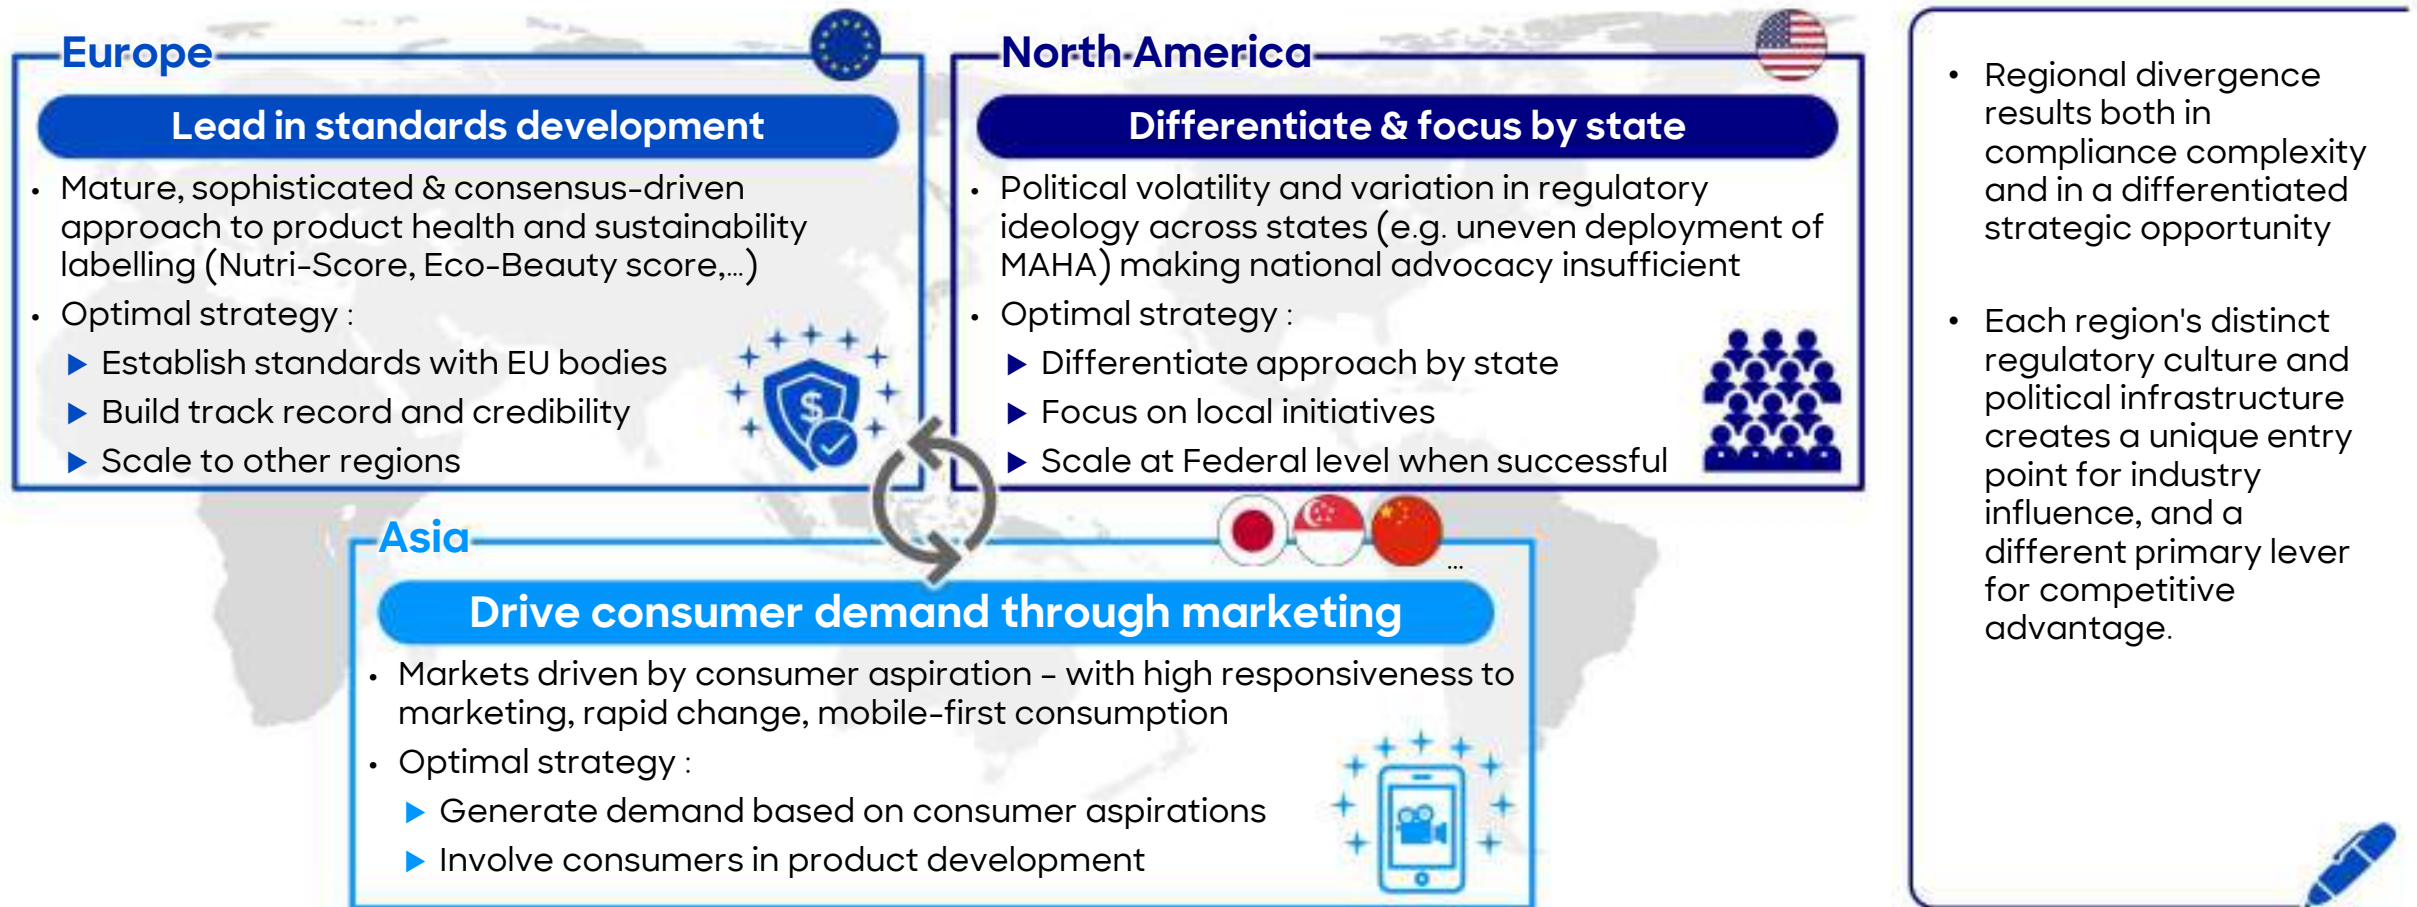 Europe
Lead in standards development
• Mature, sophisticated & consensus-driven
approach to product health and sustainability
labelling (Nutri-Score, Eco-Beauty score,...)
• Optimal strategy :
▶ Establish standards with EU bodies
▶ Build track record and credibility
▶ Scale to other regions
North America
Differentiate & focus by state
• Political volatility and variation in regulatory
ideology across states (e.g. uneven deployment of
MAHA) making national advocacy insufficient
• Optimal strategy :
▶ Differentiate approach by state
▶ Focus on local initiatives
▶ Scale at Federal level when successful
Asia
...
Drive consumer demand through marketing
• Markets driven by consumer aspiration – with high responsiveness to
marketing, rapid change, mobile-first consumption
• Optimal strategy :
▶ Generate demand based on consumer aspirations
▶ Involve consumers in product development
• Regional divergence
results both in
compliance complexity
and in a differentiated
strategic opportunity
• Each region's distinct
regulatory culture and
political infrastructure
creates a unique entry
point for industry
influence, and a
different primary lever
for competitive
advantage.
$